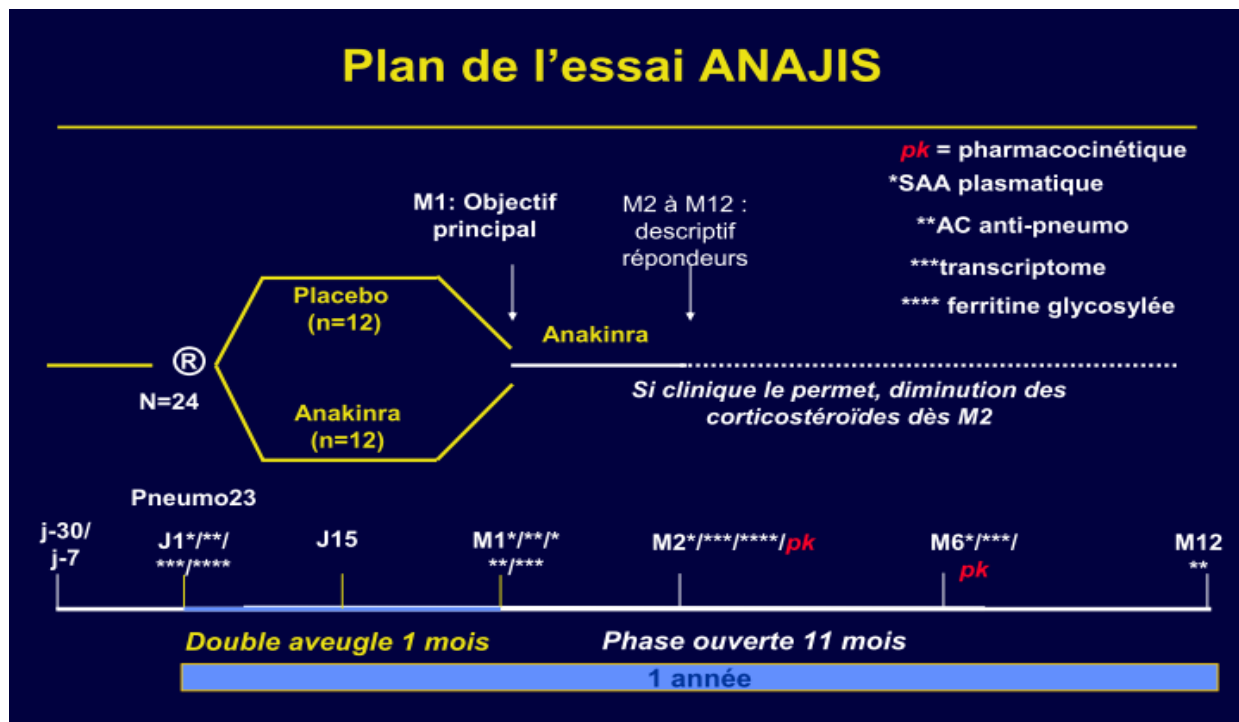 Plan de l'essai ANAJIS
pk = pharmacocinétique
*SAA plasmatique
**AC anti-pneumo
***transcriptome
**** ferritine glycosylée
M1: Objectif
principal
M2 à M12 :
descriptif
répondeurs
Placebo
(n=12)
Anakinra
®
N=24
Si clinique le permet, diminution des
corticostéroïdes dès M2
Anakinra
(n=12)
Pneumo23
j-30/
j-7
J1*/**/
***/****
J15
M1*/**/*
**/***
M2*/***/****/pk
M6*/***/
pk
M12
**
Double aveugle 1 mois
Phase ouverte 11 mois
1 année